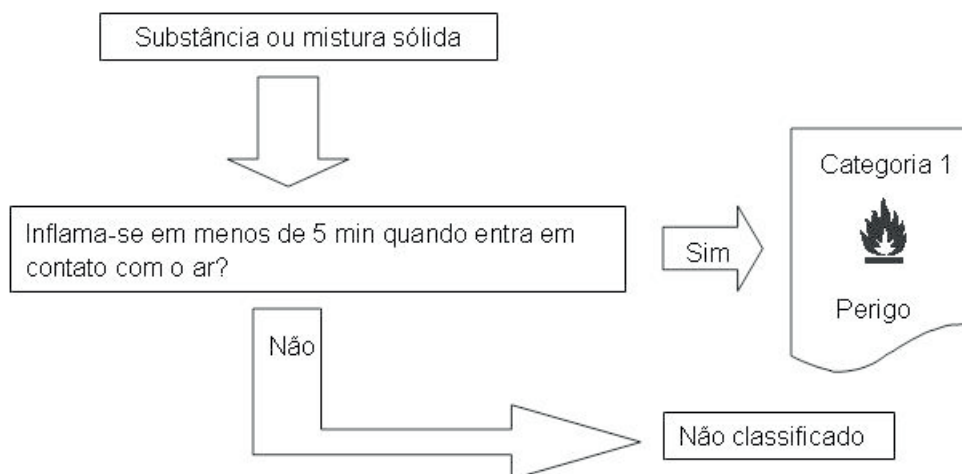 Substância ou mistura sólida
Inflama-se em menos de 5 min quando entra em
contato com o ar?
Sim
Categoria 1
Perigo
Não
Não classificado